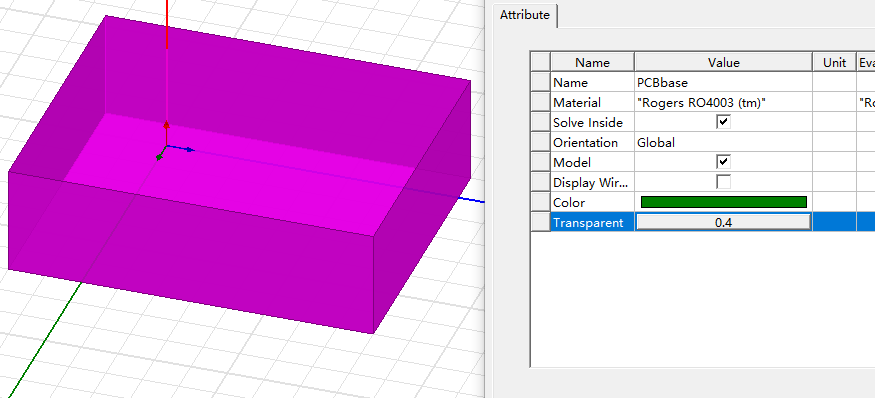 Attribute
Name Value Unit Eva
Name PCBbase
Material "Rogers RO4003 (tm)" "Ro
Solve Inside
Orientation Global
Model
Display Wir...
Color
Transparent 0.4